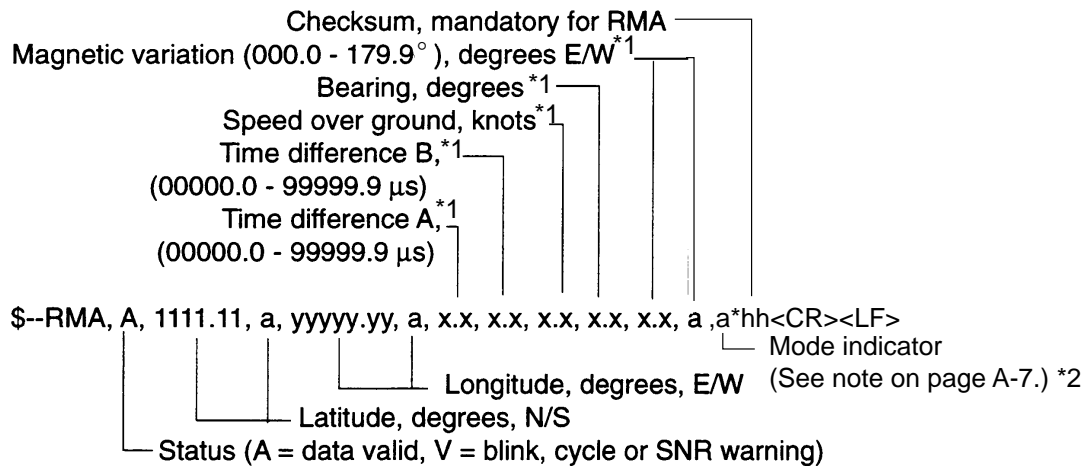 Checksum, mandatory for RMA
Magnetic variation (000.0 - 179.9°), degrees E/W*1
Bearing, degrees*1
Speed over ground, knots*1
Time difference B,*1
(00000.0 - 99999.9 μs)
Time difference A,*1
(00000.0 - 99999.9 μs)
$--RMA, A, 1111.11, a, yyyyy.yy, a, x.x, x.x, x.x, x.x, x.x, a ,a*hh<CR><LF>
Mode indicator
(See note on page A-7.) *2
Longitude, degrees, E/W
Latitude, degrees, N/S
Status (A = data valid, V = blink, cycle or SNR warning)